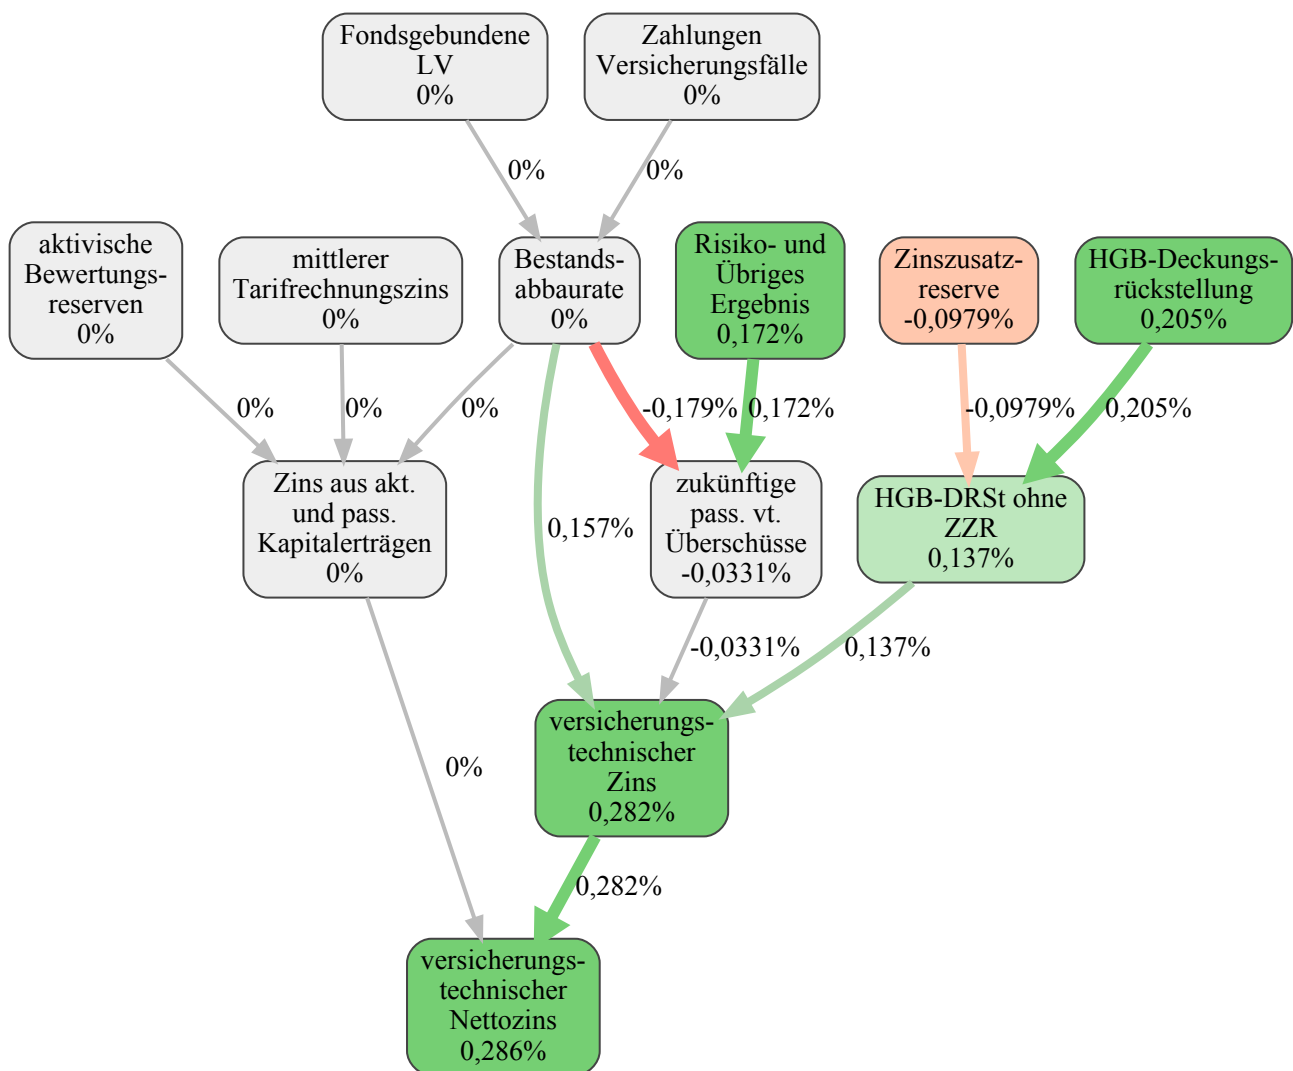 Fondsgebundene
LV
0%
Zahlungen
Versicherungsfälle
0%
0%
0%
aktivische
Bewertungs-
reserven
0%
mittlerer
Tarifrechnungszins
0%
Bestands-
abbaurate
0%
Risiko- und
Übriges
Ergebnis
0,172%
Zinszusatz-
reserve
-0,0979%
HGB-Deckungs-
rückstellung
0,205%
0%
0%
0%
-0,179%
0,172%
-0,0979%
0,205%
Zins aus akt.
und pass.
Kapitalerträgen
0%
0,157%
zukünftige
pass. vt.
Überschüsse
-0,0331%
HGB-DRSt ohne
ZZR
0,137%
-0,0331%
0,137%
versicherungs-
technischer
Zins
0,282%
0%
0,282%
versicherungs-
technischer
Nettozins
0,286%